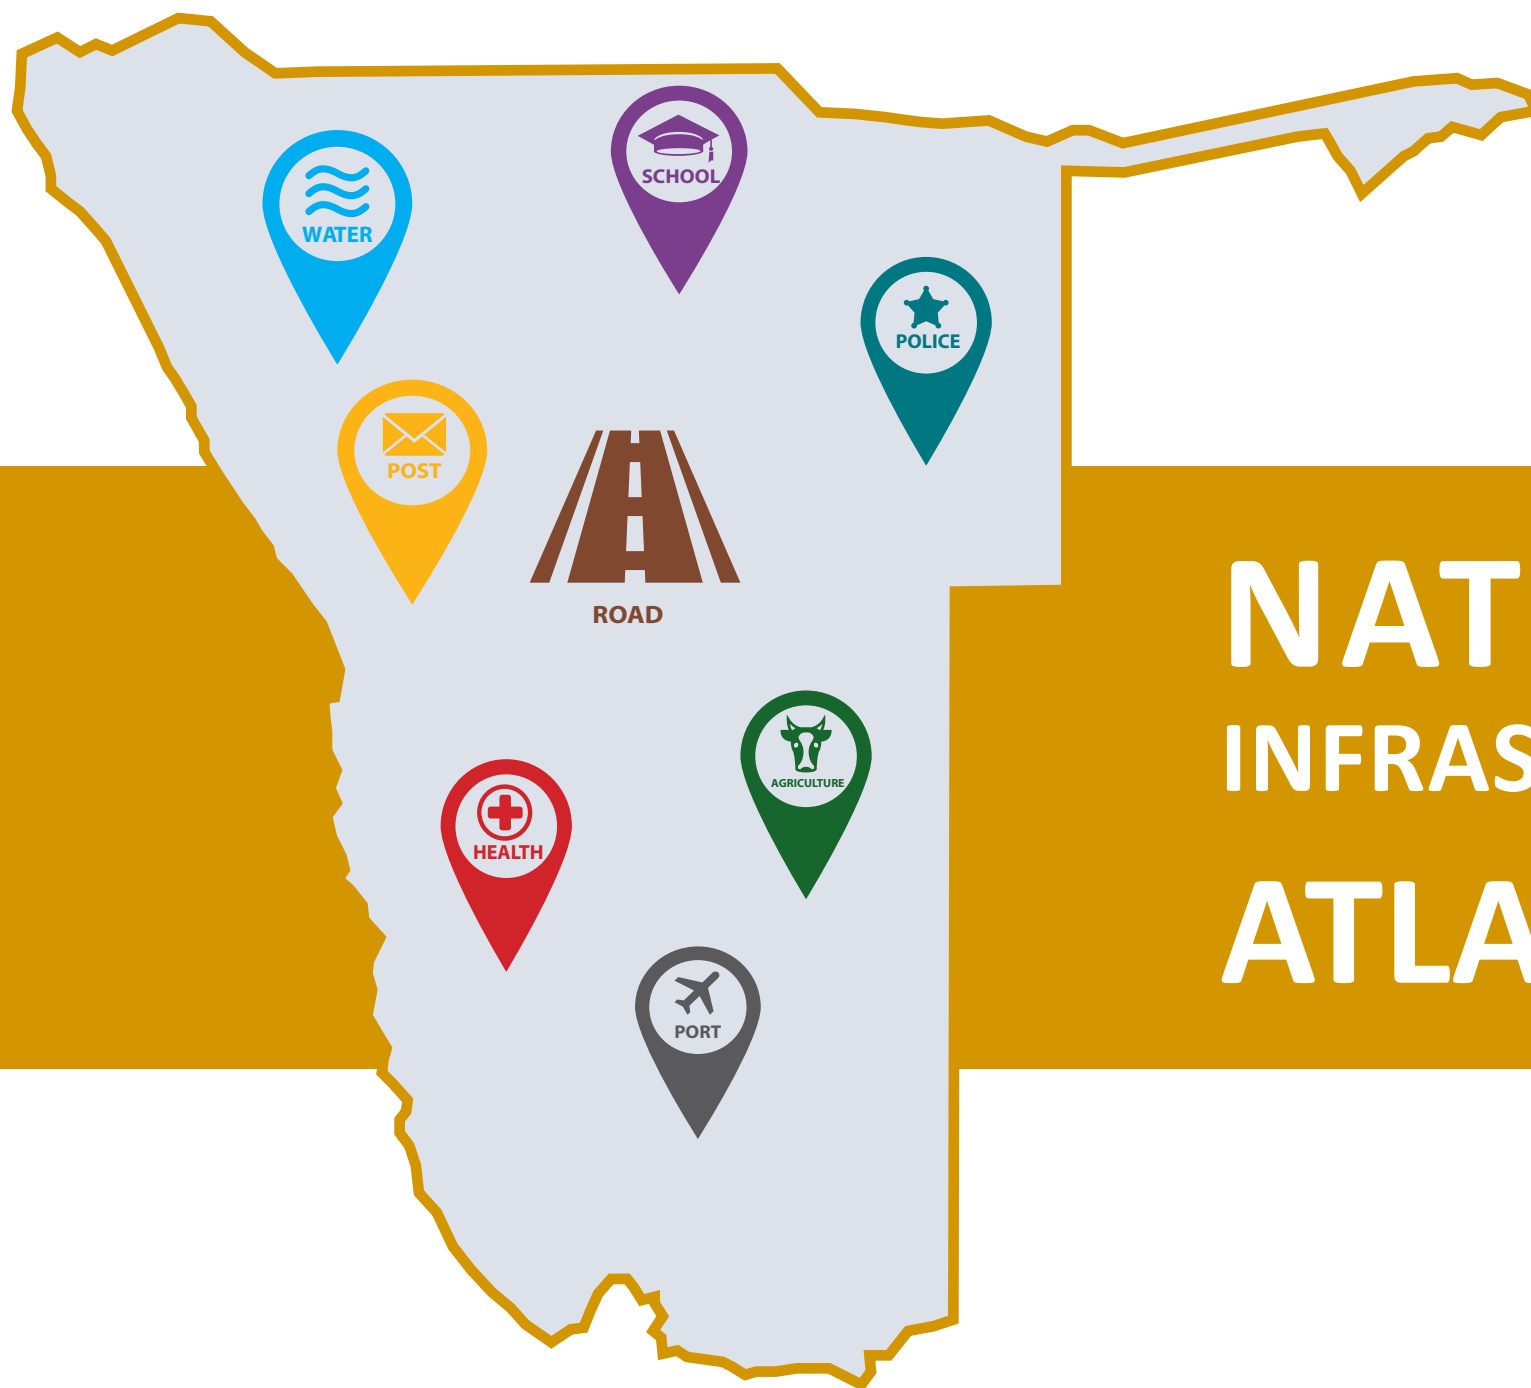 SCHOOL
WATER
POLICE
POST
ROAD
NAT
INFRAS
AGRICULTURE
HEALTH
ATLA
PORT